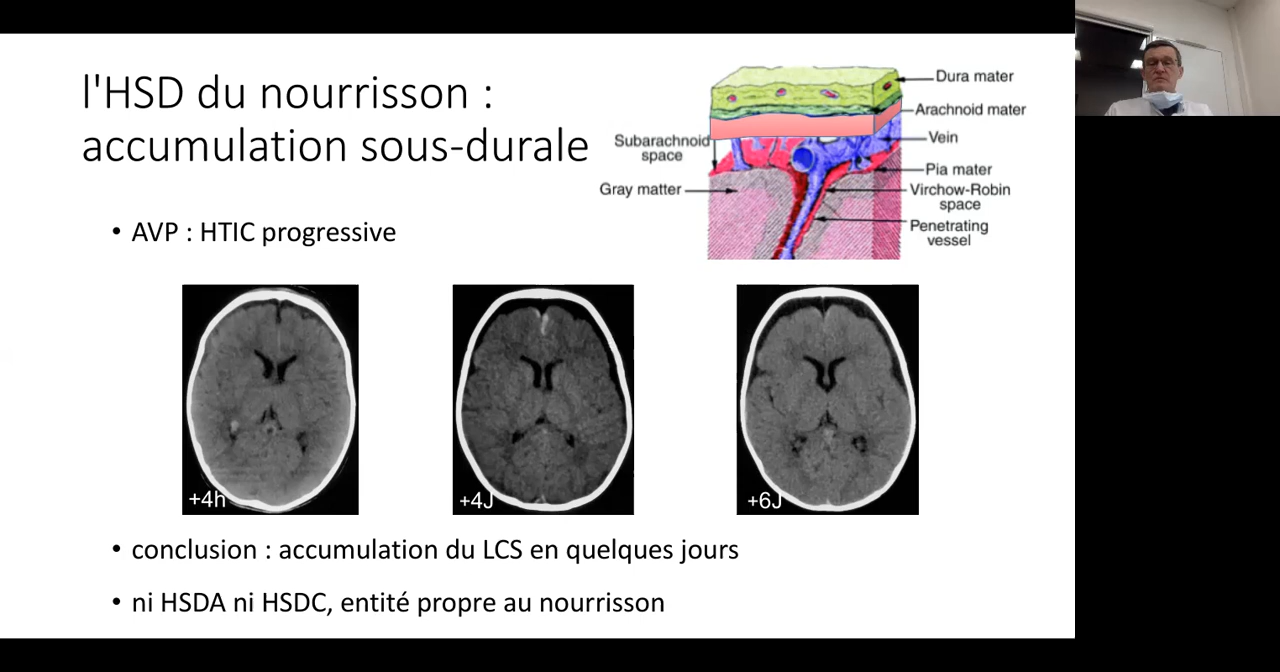 l'HSD du nourrisson :
accumulation sous-durale
Dura mater
Arachnoid mater
Subarachnoid
space
Vein
Pia mater
Gray matter
Virchow-Robin
space
Penetrating
vessel
• AVP : HTIC progressive
+4h
+4J
+6J
• conclusion : accumulation du LCS en quelques jours
• ni HSDA ni HSDC, entité propre au nourrisson